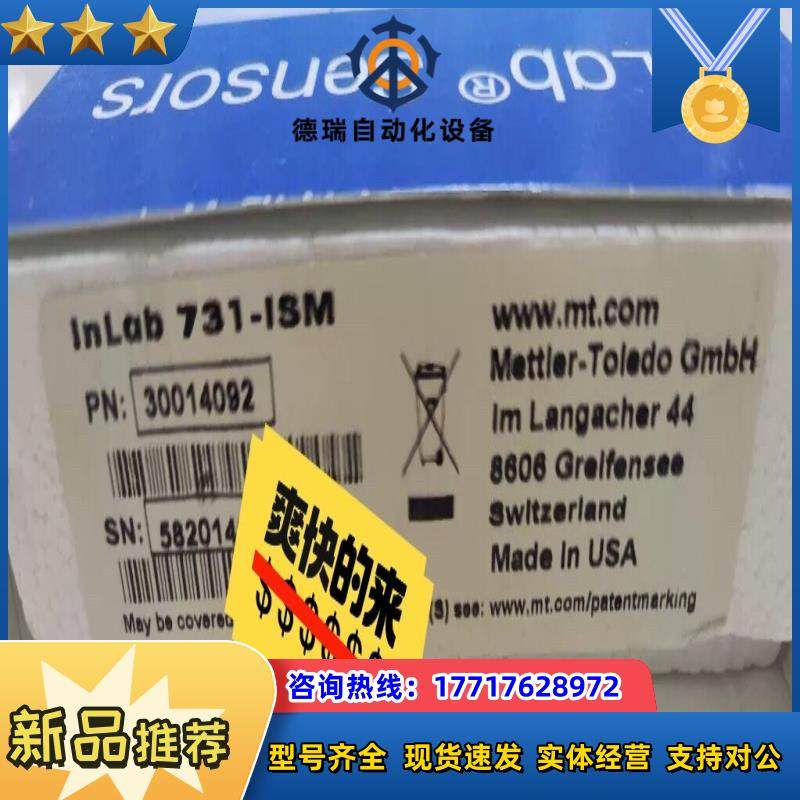 Lab®
ensors
德瑞自动化设备
InLab 731-ISM
PN: 30014092
SN: 582014
May be covered
www.mt.com
Mettler-Toledo GmbH
Im Langacher 44
8606 Greifensee
Switzerland
Made in USA
(S) see: www.mt.com/patentmarking
爽快的来
$$$$$$
咨询热线：17717628972
新品推荐
型号齐全 现货速发 实体经营 支持对公